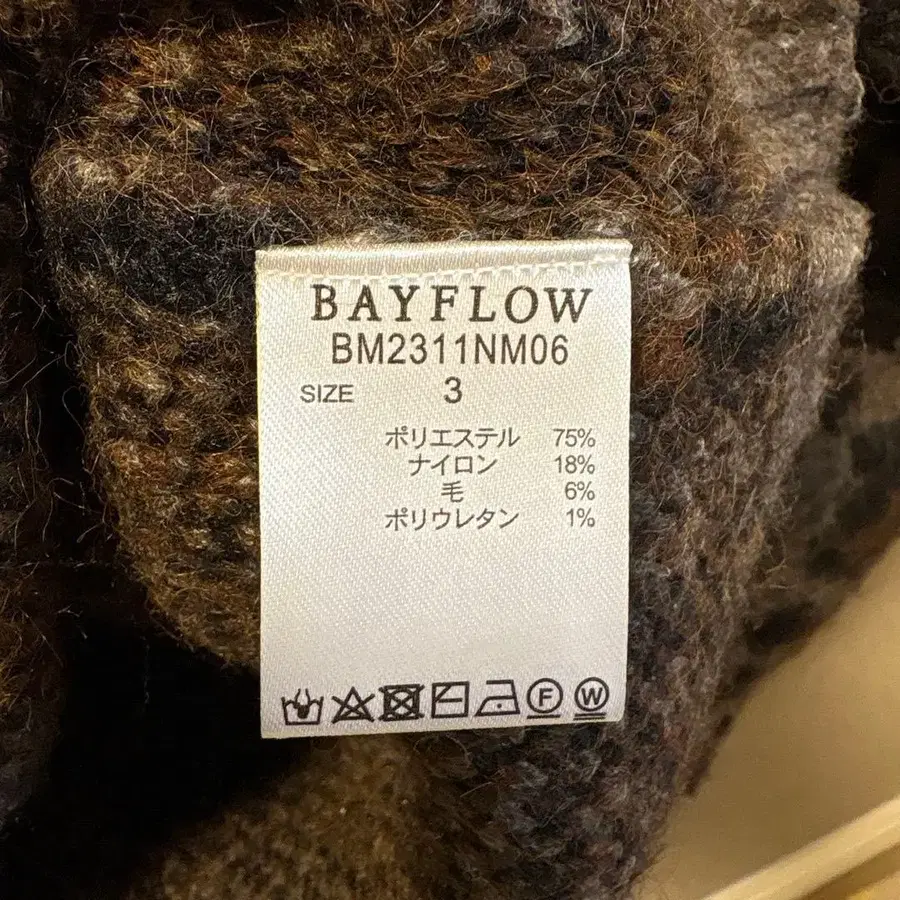 BAYFLOW
BM2311NM06
SIZE 3
ポリエステル 75%
ナイロン 18%
毛 6%
ポリウレタン 1%
F W